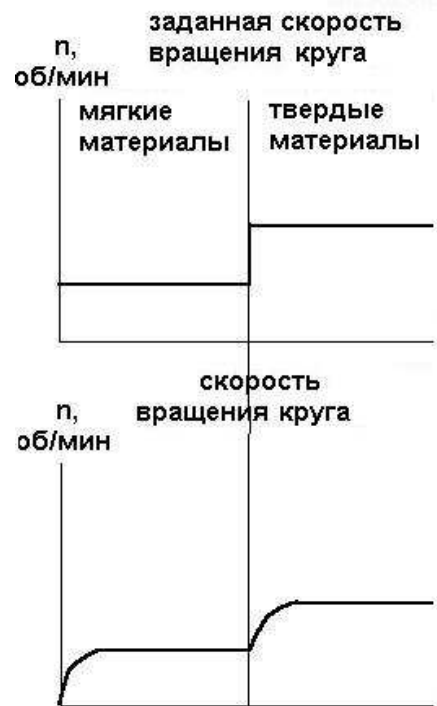 заданная скорость
вращения круга
n,
об/мин
мягкие
материалы
твердые
материалы
скорость
вращения круга
n,
об/мин